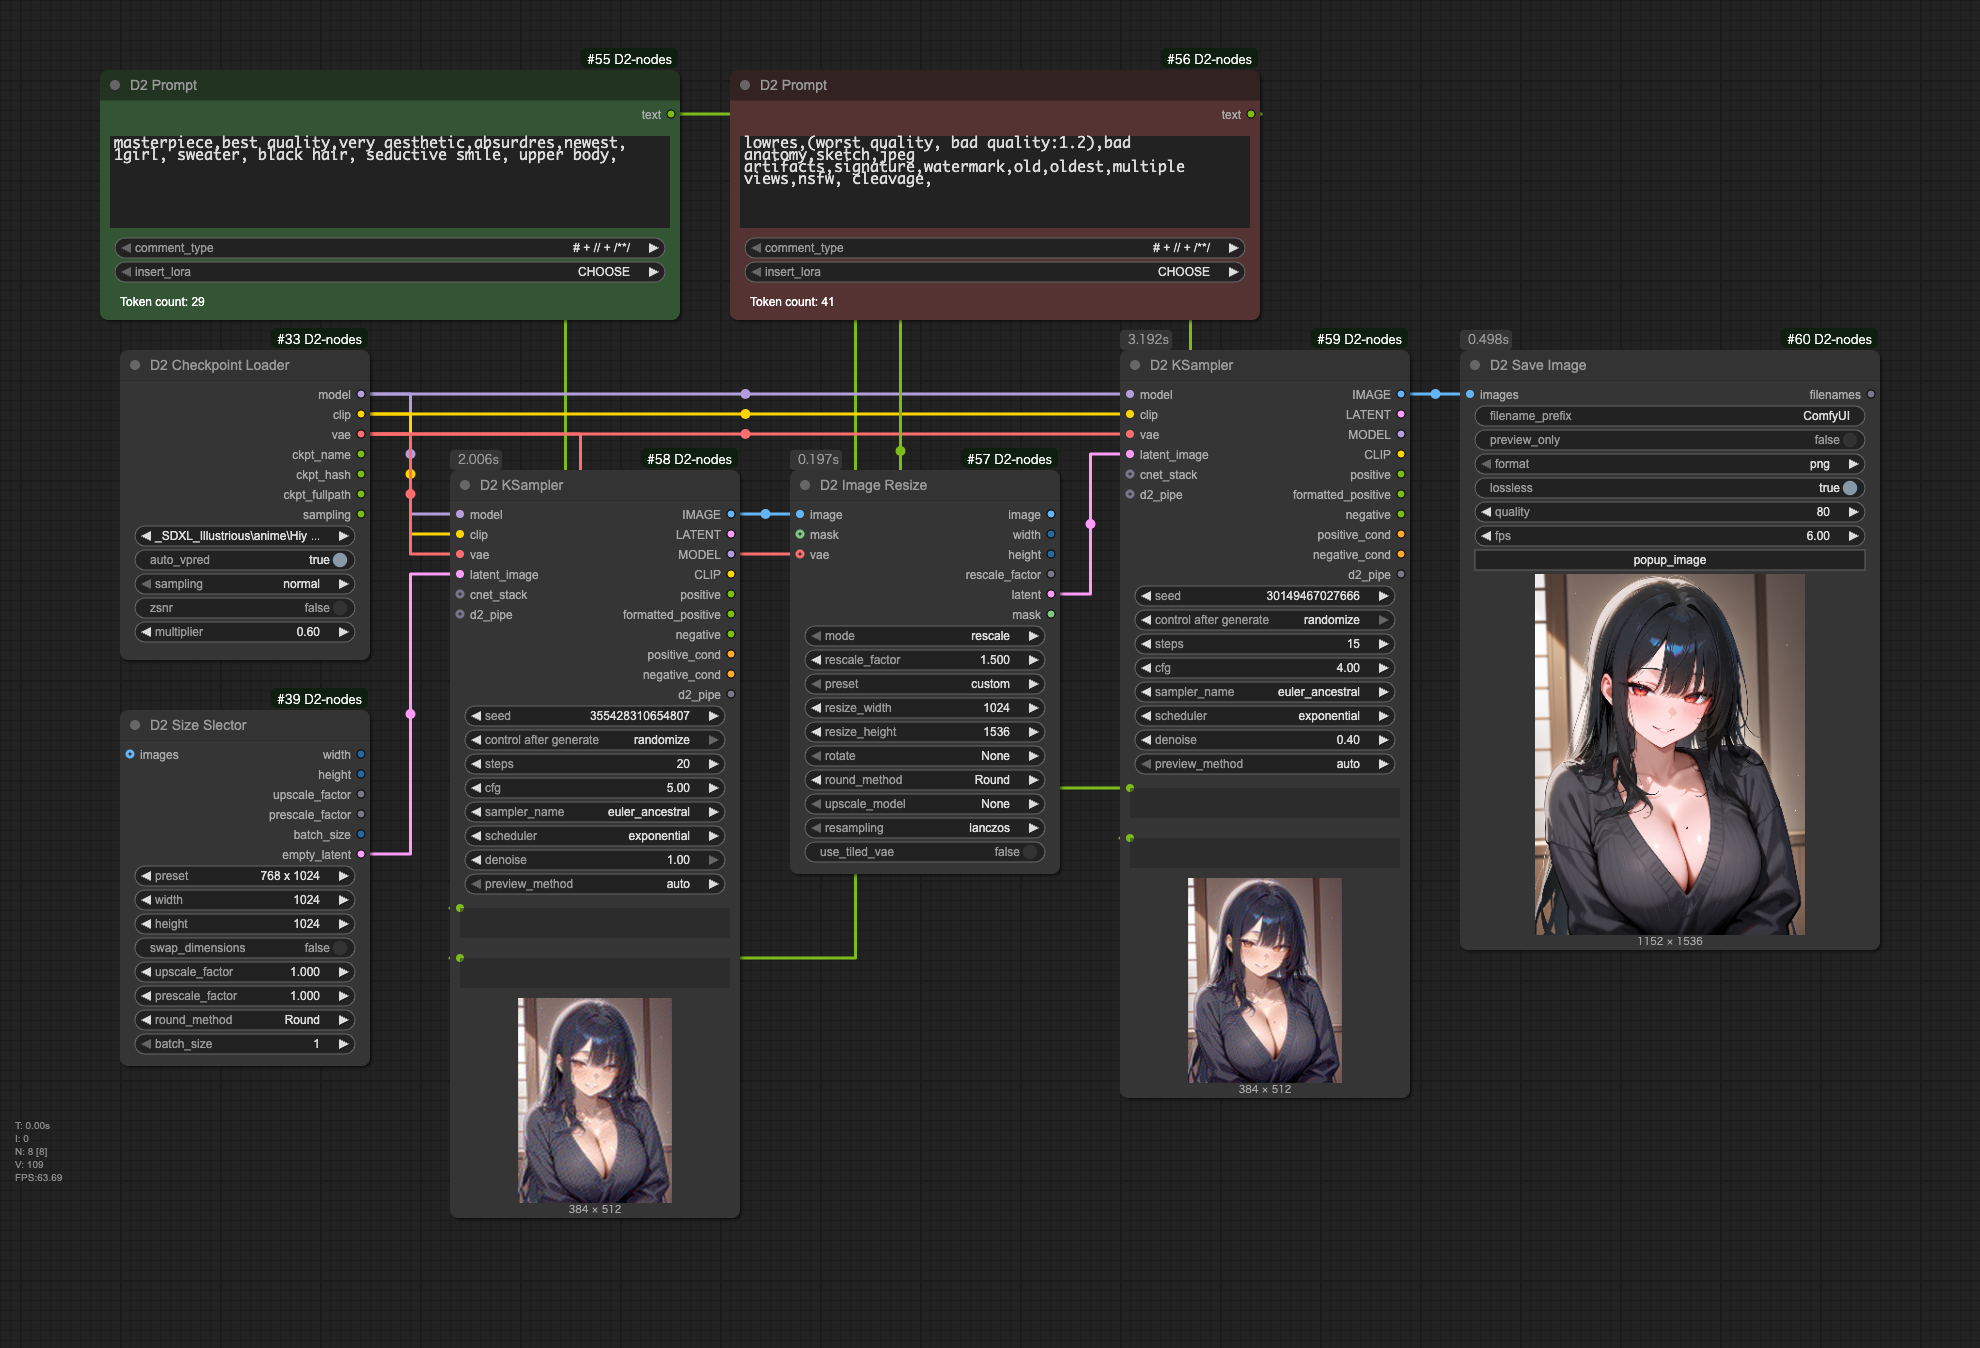 #55 D2-nodes
D2 Prompt
text
masterpiece,best quality,very aesthetic,absurdres,newest,
1girl, sweater, black hair, seductive smile, upper body,
comment_type # + // + /**/
insert_lora CHOOSE
Token count: 29
#56 D2-nodes
D2 Prompt
text
lowres,(worst quality, bad quality:1.2),bad
anatomy,sketch,jpeg
artifacts,signature,watermark,old,oldest,multiple
views,nsfw, cleavage,
comment_type # + // + /**/
insert_lora CHOOSE
Token count: 41
#33 D2-nodes
D2 Checkpoint Loader
model
clip
vae
ckpt_name
ckpt_hash
ckpt_fullpath
sampling
_SDXL_Illustrious\anime\Hiy ...
auto_vpred true
sampling normal
zsnr false
multiplier 0.60
#39 D2-nodes
D2 Size Slector
images width
height
upscale_factor
prescale_factor
batch_size
empty_latent
preset 768 x 1024
width 1024
height 1024
swap_dimensions false
upscale_factor 1.000
prescale_factor 1.000
round_method Round
batch_size 1
2.006s #58 D2-nodes
D2 KSampler
model IMAGE
clip LATENT
vae MODEL
latent_image CLIP
cnet_stack positive
d2_pipe formatted_positive
negative
positive_cond
negative_cond
d2_pipe
seed 355428310654807
control after generate randomize
steps 20
cfg 5.00
sampler_name euler_ancestral
scheduler exponential
denoise 1.00
preview_method auto
384 × 512
0.197s #57 D2-nodes
D2 Image Resize
image image
mask width
vae height
rescale_factor
latent
mask
mode rescale
rescale_factor 1.500
preset custom
resize_width 1024
resize_height 1536
rotate None
round_method Round
upscale_model None
resampling lanczos
use_tiled_vae false
3.192s #59 D2-nodes
D2 KSampler
model IMAGE
clip LATENT
vae MODEL
latent_image CLIP
cnet_stack positive
d2_pipe formatted_positive
negative
positive_cond
negative_cond
d2_pipe
seed 30149467027666
control after generate randomize
steps 15
cfg 4.00
sampler_name euler_ancestral
scheduler exponential
denoise 0.40
preview_method auto
384 × 512
0.498s #60 D2-nodes
D2 Save Image
images filenames
filename_prefix ComfyUI
preview_only false
format png
lossless true
quality 80
fps 6.00
popup_image
1152 × 1536
T: 0.00s
I: 0
N: 8 [8]
V: 109
FPS:63.69